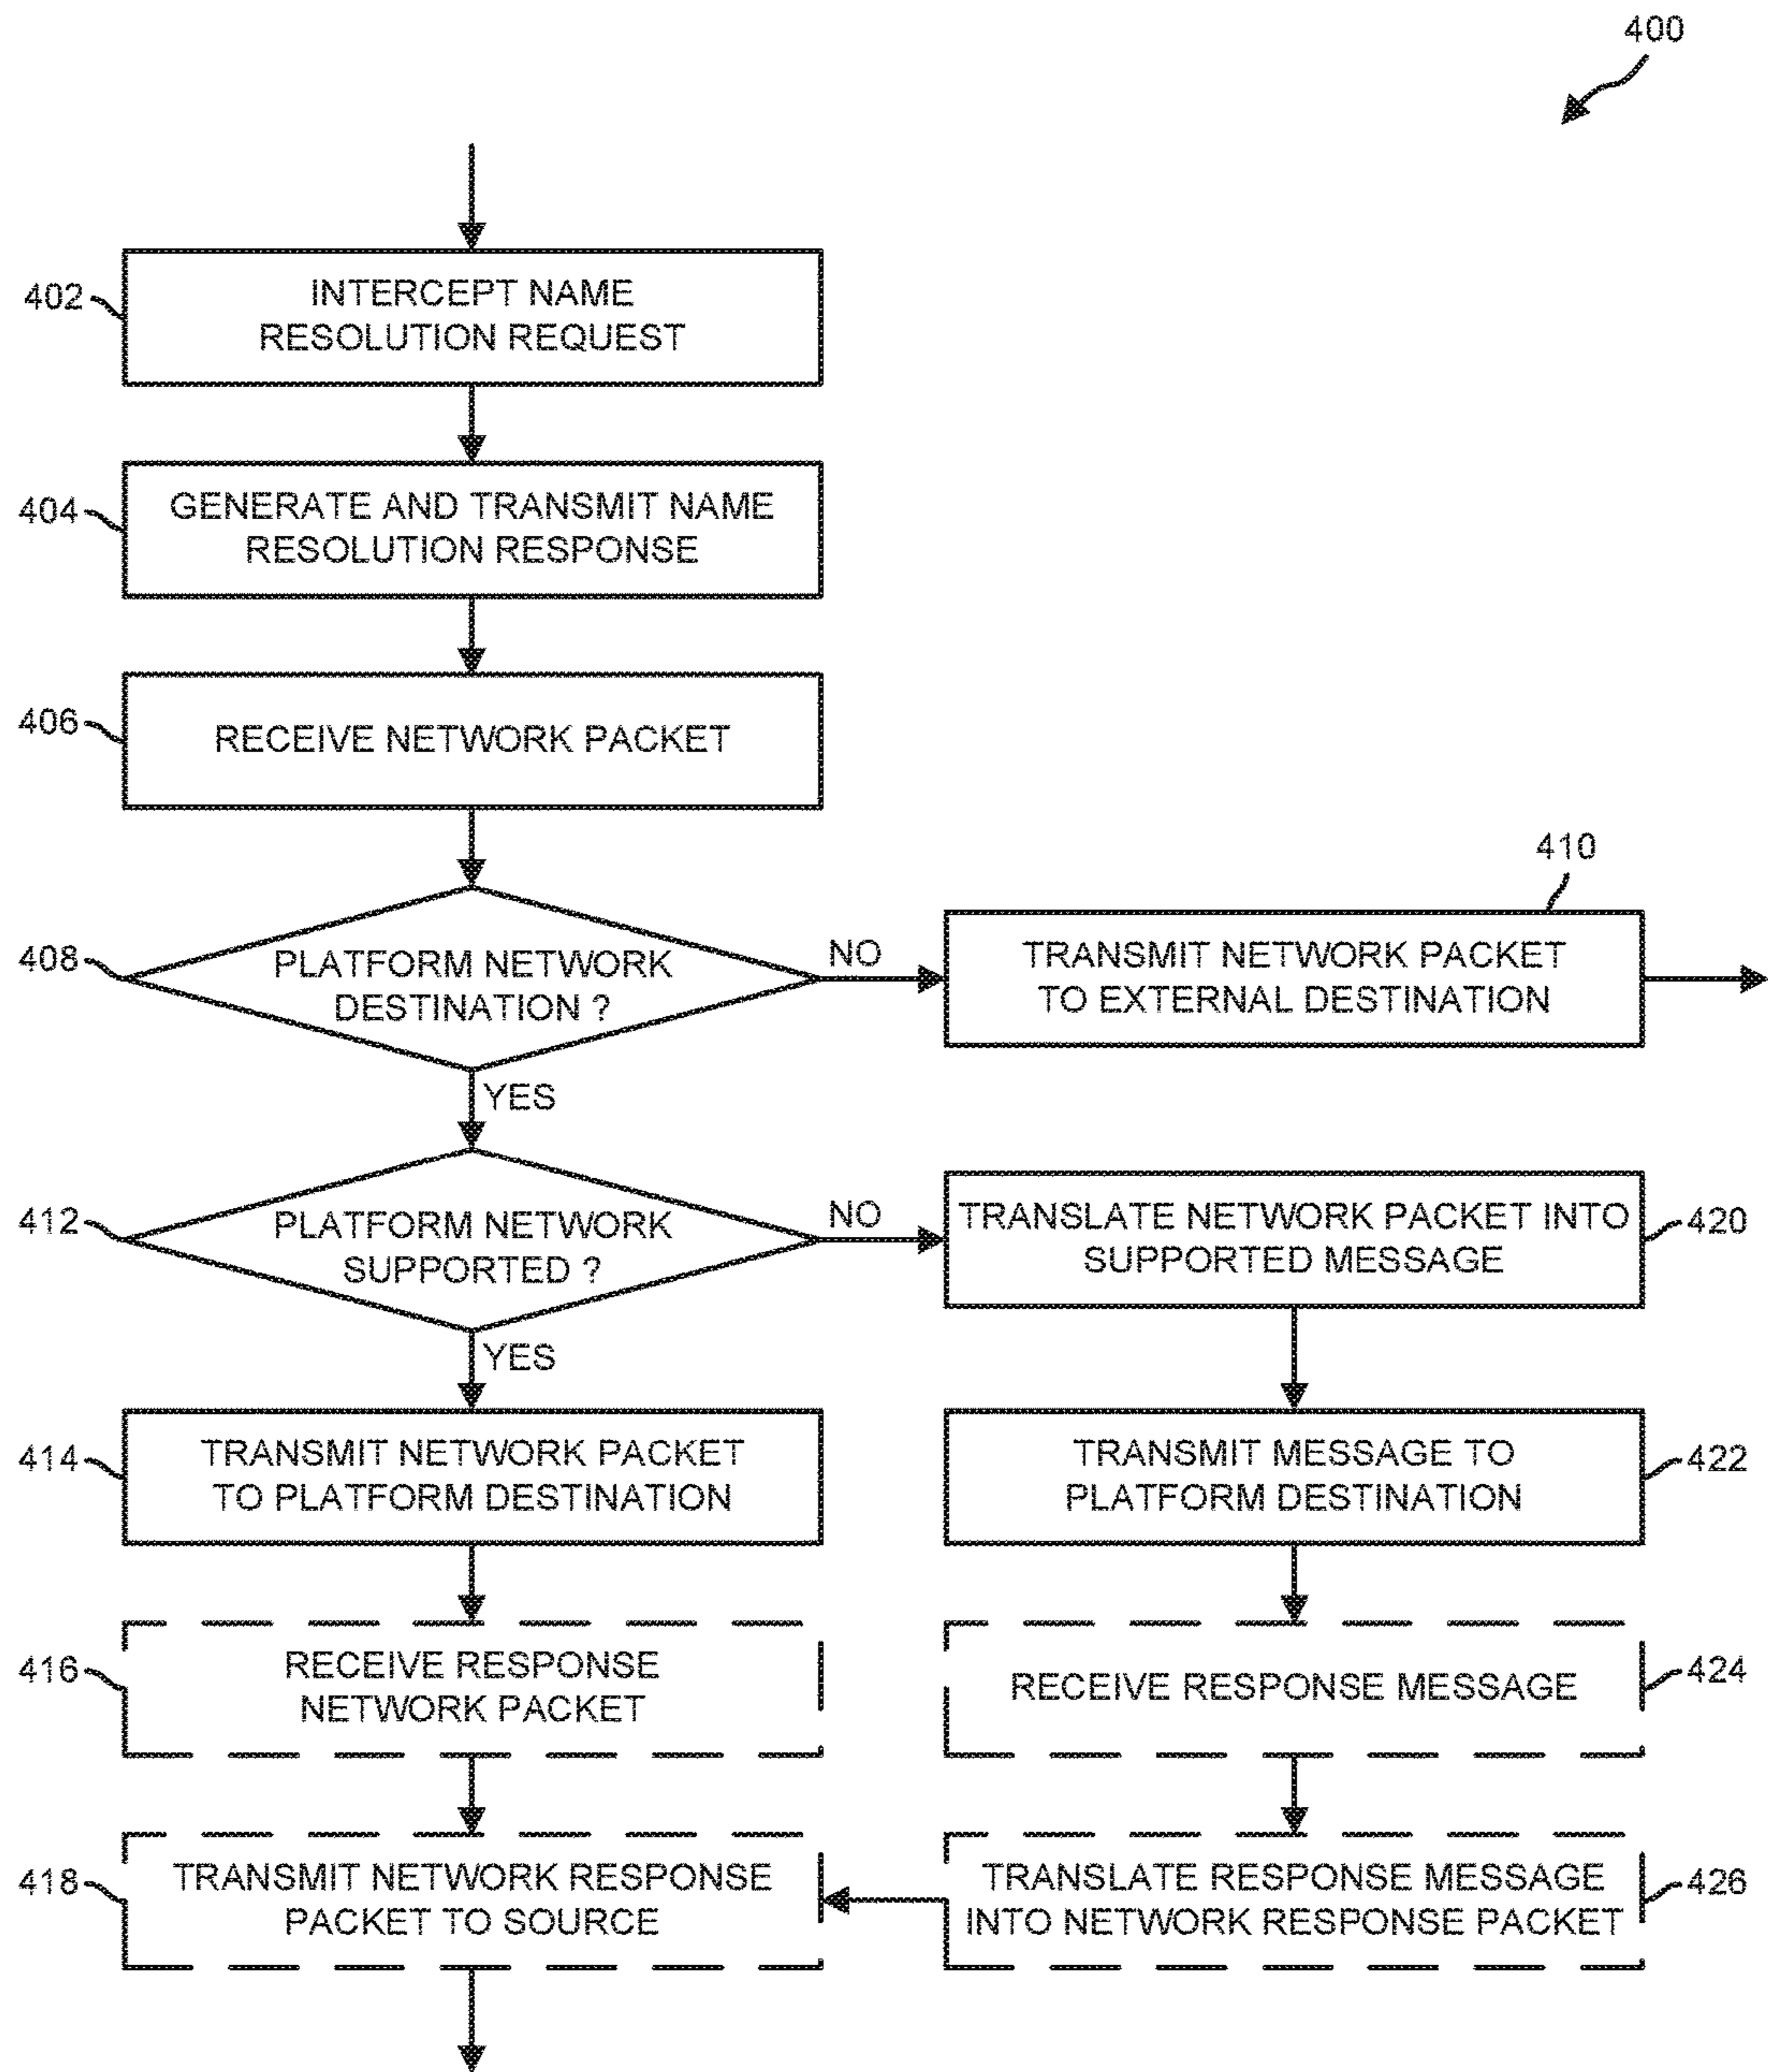 400
402
INTERCEPT NAME
RESOLUTION REQUEST
404
GENERATE AND TRANSMIT NAME
RESOLUTION RESPONSE
406
RECEIVE NETWORK PACKET
408
PLATFORM NETWORK
DESTINATION ?
NO
410
TRANSMIT NETWORK PACKET
TO EXTERNAL DESTINATION
YES
412
PLATFORM NETWORK
SUPPORTED ?
NO
TRANSLATE NETWORK PACKET INTO
SUPPORTED MESSAGE
420
YES
414
TRANSMIT NETWORK PACKET
TO PLATFORM DESTINATION
TRANSMIT MESSAGE TO
PLATFORM DESTINATION
422
416
RECEIVE RESPONSE
NETWORK PACKET
RECEIVE RESPONSE MESSAGE
424
418
TRANSMIT NETWORK RESPONSE
PACKET TO SOURCE
TRANSLATE RESPONSE MESSAGE
INTO NETWORK RESPONSE PACKET
426